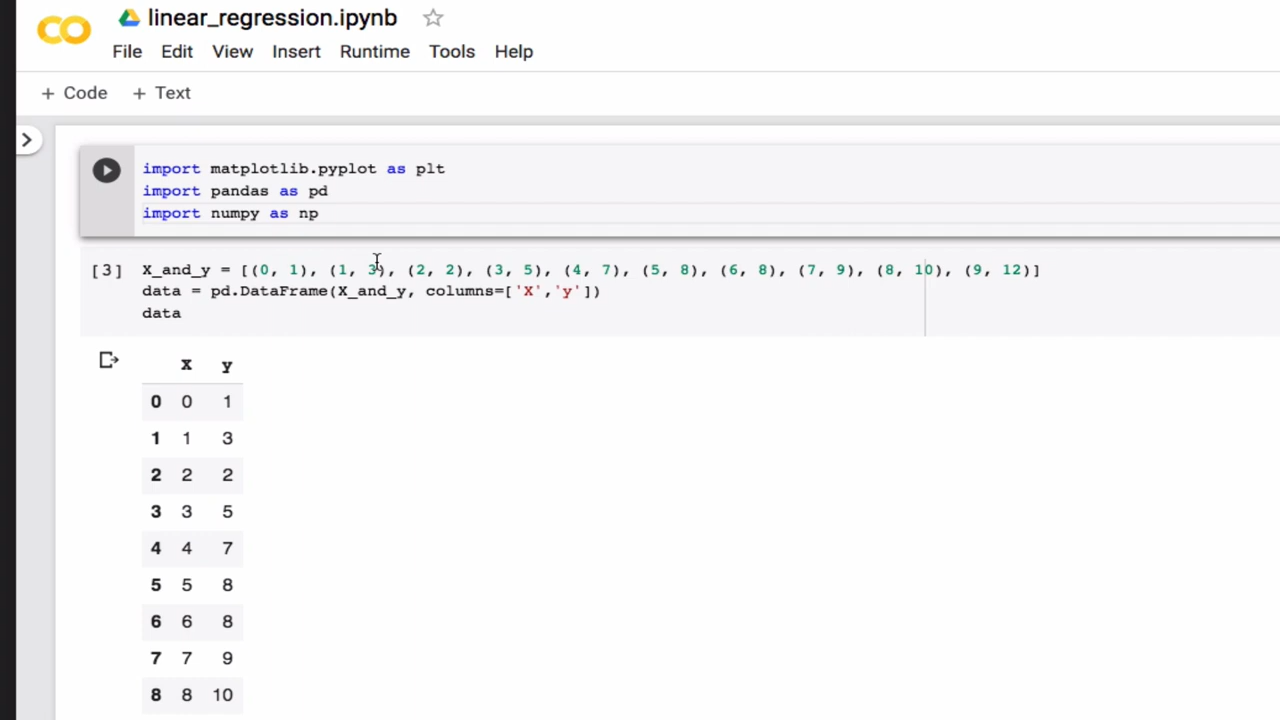 linear_regression.ipynb
File Edit View Insert Runtime Tools Help
+ Code + Text
import matplotlib.pyplot as plt
import pandas as pd
import numpy as np
[3] X_and_y = [(0, 1), (1, 3), (2, 2), (3, 5), (4, 7), (5, 8), (6, 8), (7, 9), (8, 10), (9, 12)]
data = pd.DataFrame(X_and_y, columns=['X','y'])
data
X y
0 0 1
1 1 3
2 2 2
3 3 5
4 4 7
5 5 8
6 6 8
7 7 9
8 8 10